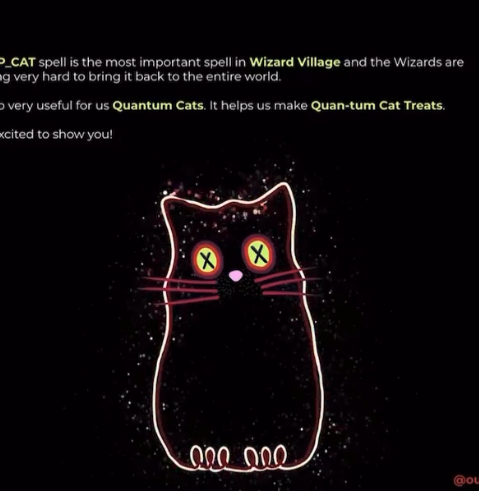 P_CAT spell is the most important spell in Wizard Village and the Wizards are
g very hard to bring it back to the entire world.
o very useful for us Quantum Cats. It helps us make Quan-tum Cat Treats.
xcited to show you!
X X
@ou